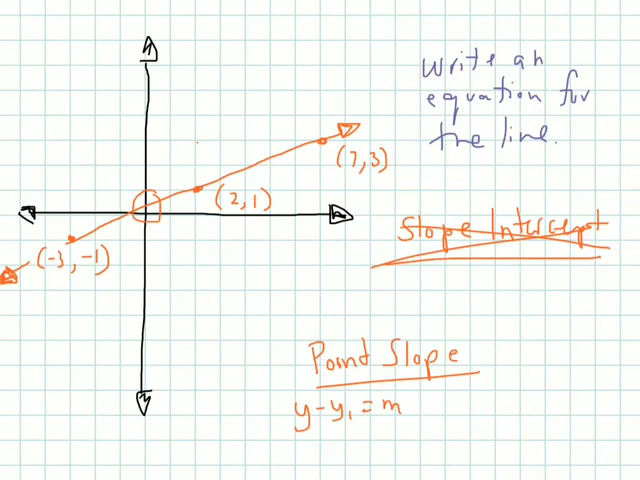 Write an
equation for
the line.
(7,3)
(2,1)
Slope Intercept
(-3,-1)
Point Slope
y-y₁=m